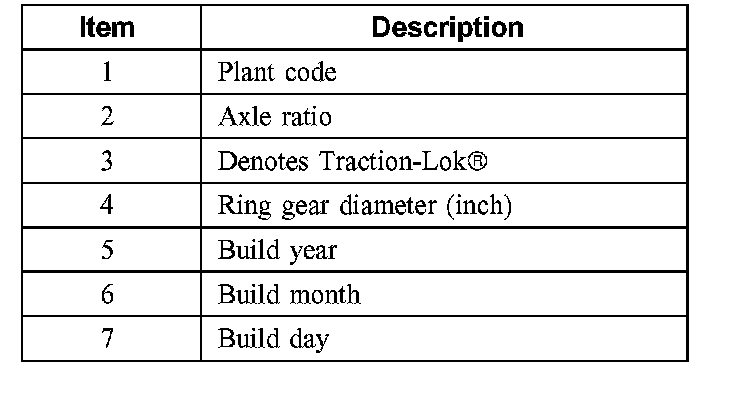 Item Description
1 Plant code
2 Axle ratio
3 Denotes Traction-Lok®
4 Ring gear diameter (inch)
5 Build year
6 Build month
7 Build day